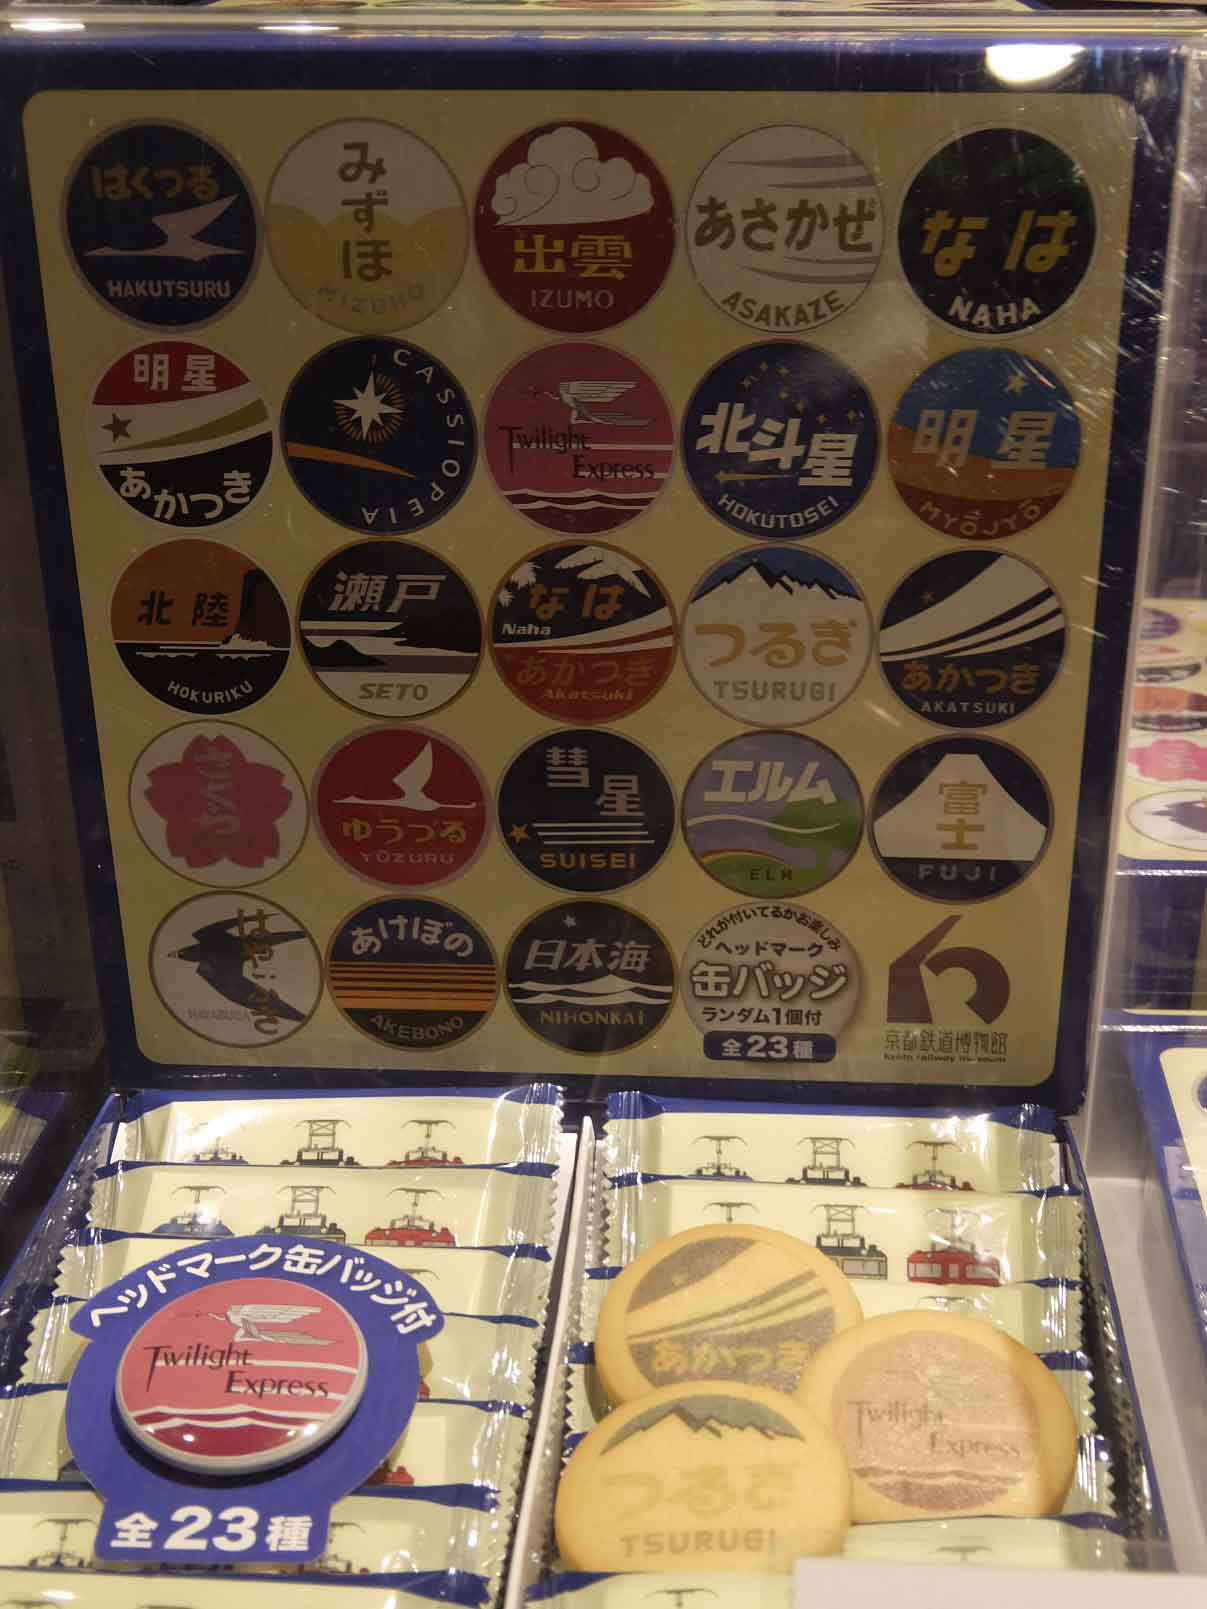 はくつる
HAKUTSURU
みずほ
MIZUHO
出雲
IZUMO
あさかぜ
ASAKAZE
なは
NAHA
明星
あかつき
CASSIOPEIA
Twilight
Express
北斗星
HOKUTOSEI
明星
MYŌJYŌ
北陸
HOKURIKU
瀬戸
SETO
なは
Naha
あかつき
Akatsuki
つるぎ
TSURUGI
あかつき
AKATSUKI
さくら
ゆうづる
YŪZURU
彗星
SUISEI
エルム
ELM
富士
FUJI
はやぶさ
HAYABUSA
あけぼの
AKEBONO
日本海
NIHONKAI
どれが付いてるかお楽しみ
ヘッドマーク
缶バッジ
ランダム1個付
全23種
京都鉄道博物館
kyoto railway museum
ヘッドマーク缶バッジ付
Twilight
Express
全23種
あかつき
Twilight
Express
つるぎ
TSURUGI